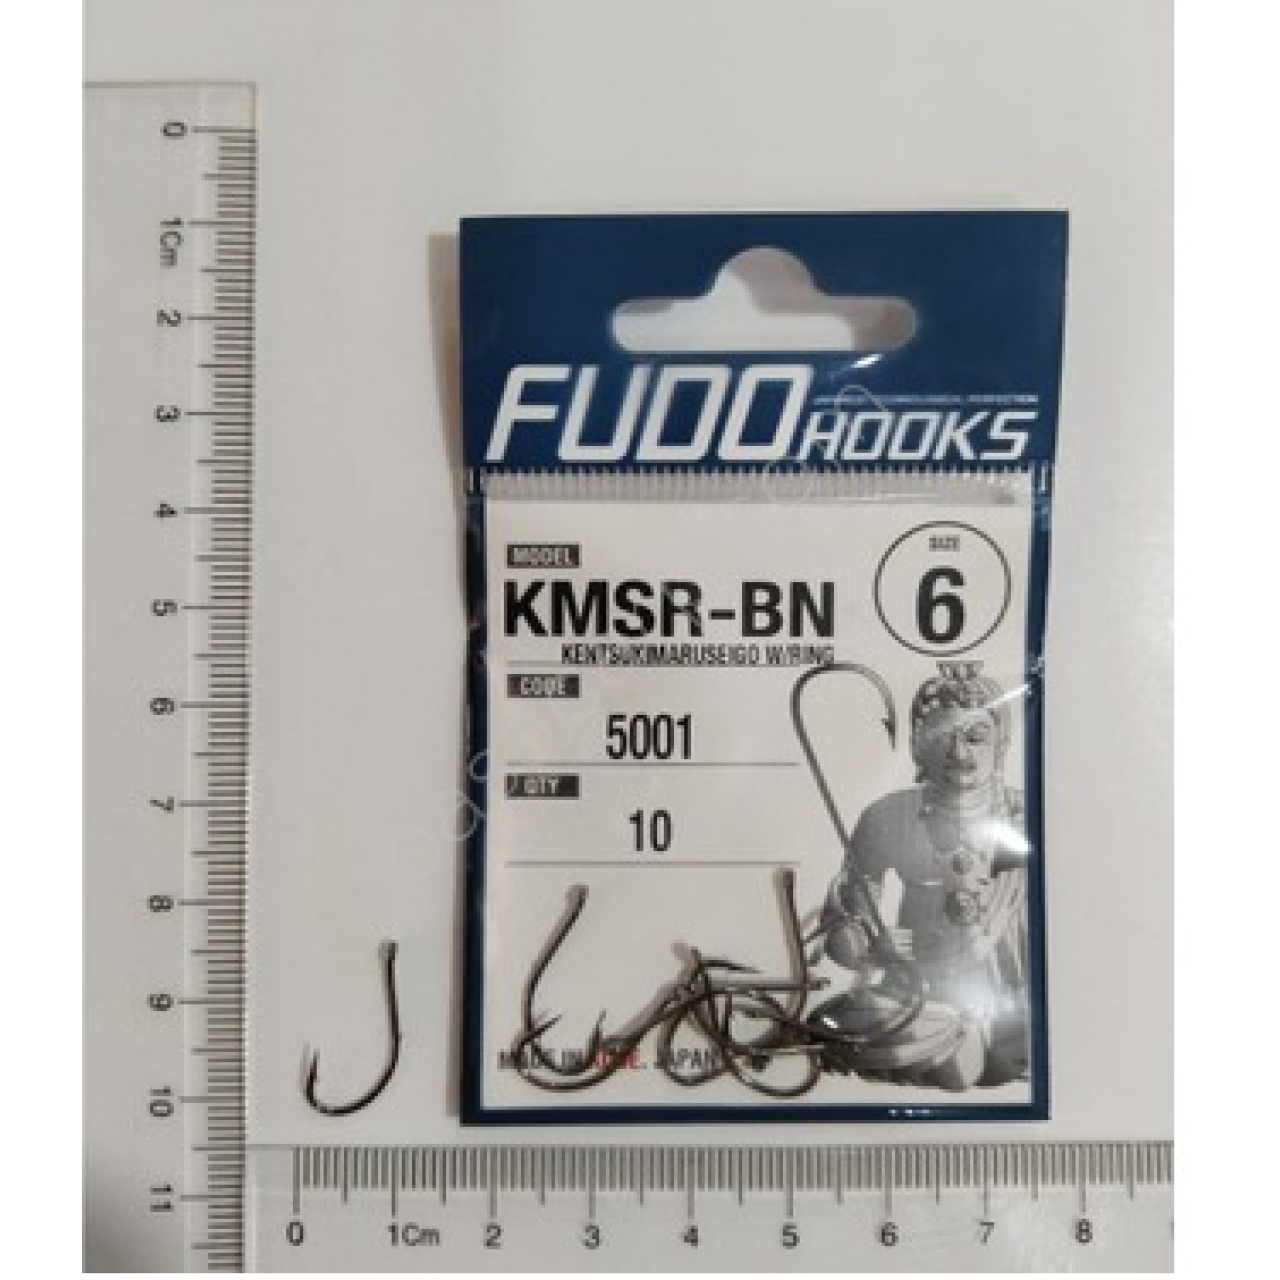 FUDO HOOKS
MODEL
SIZE
KMSR-BN
6
KENTSUKIMARUSEIGO W/RING
CODE
5001
QTY
10
0
1Cm
2
3
4
5
6
7
8
9
10
11
0 1Cm 2 3 4 5 6 7 8